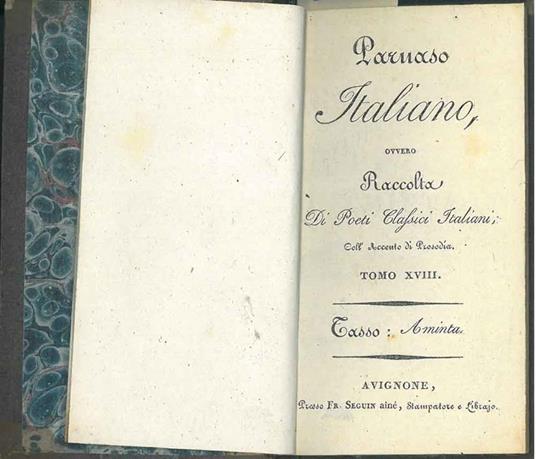 Parnaso
Italiano,
OVVERO
Raccolta
Di Poeti Classici Italiani,
Coll' Accento di Prosodia.
TOMO XVIII.
Tasso : Aminta.
AVIGNONE,
Presso FR. SEGUIN aîné, Stampatore e Librajo.